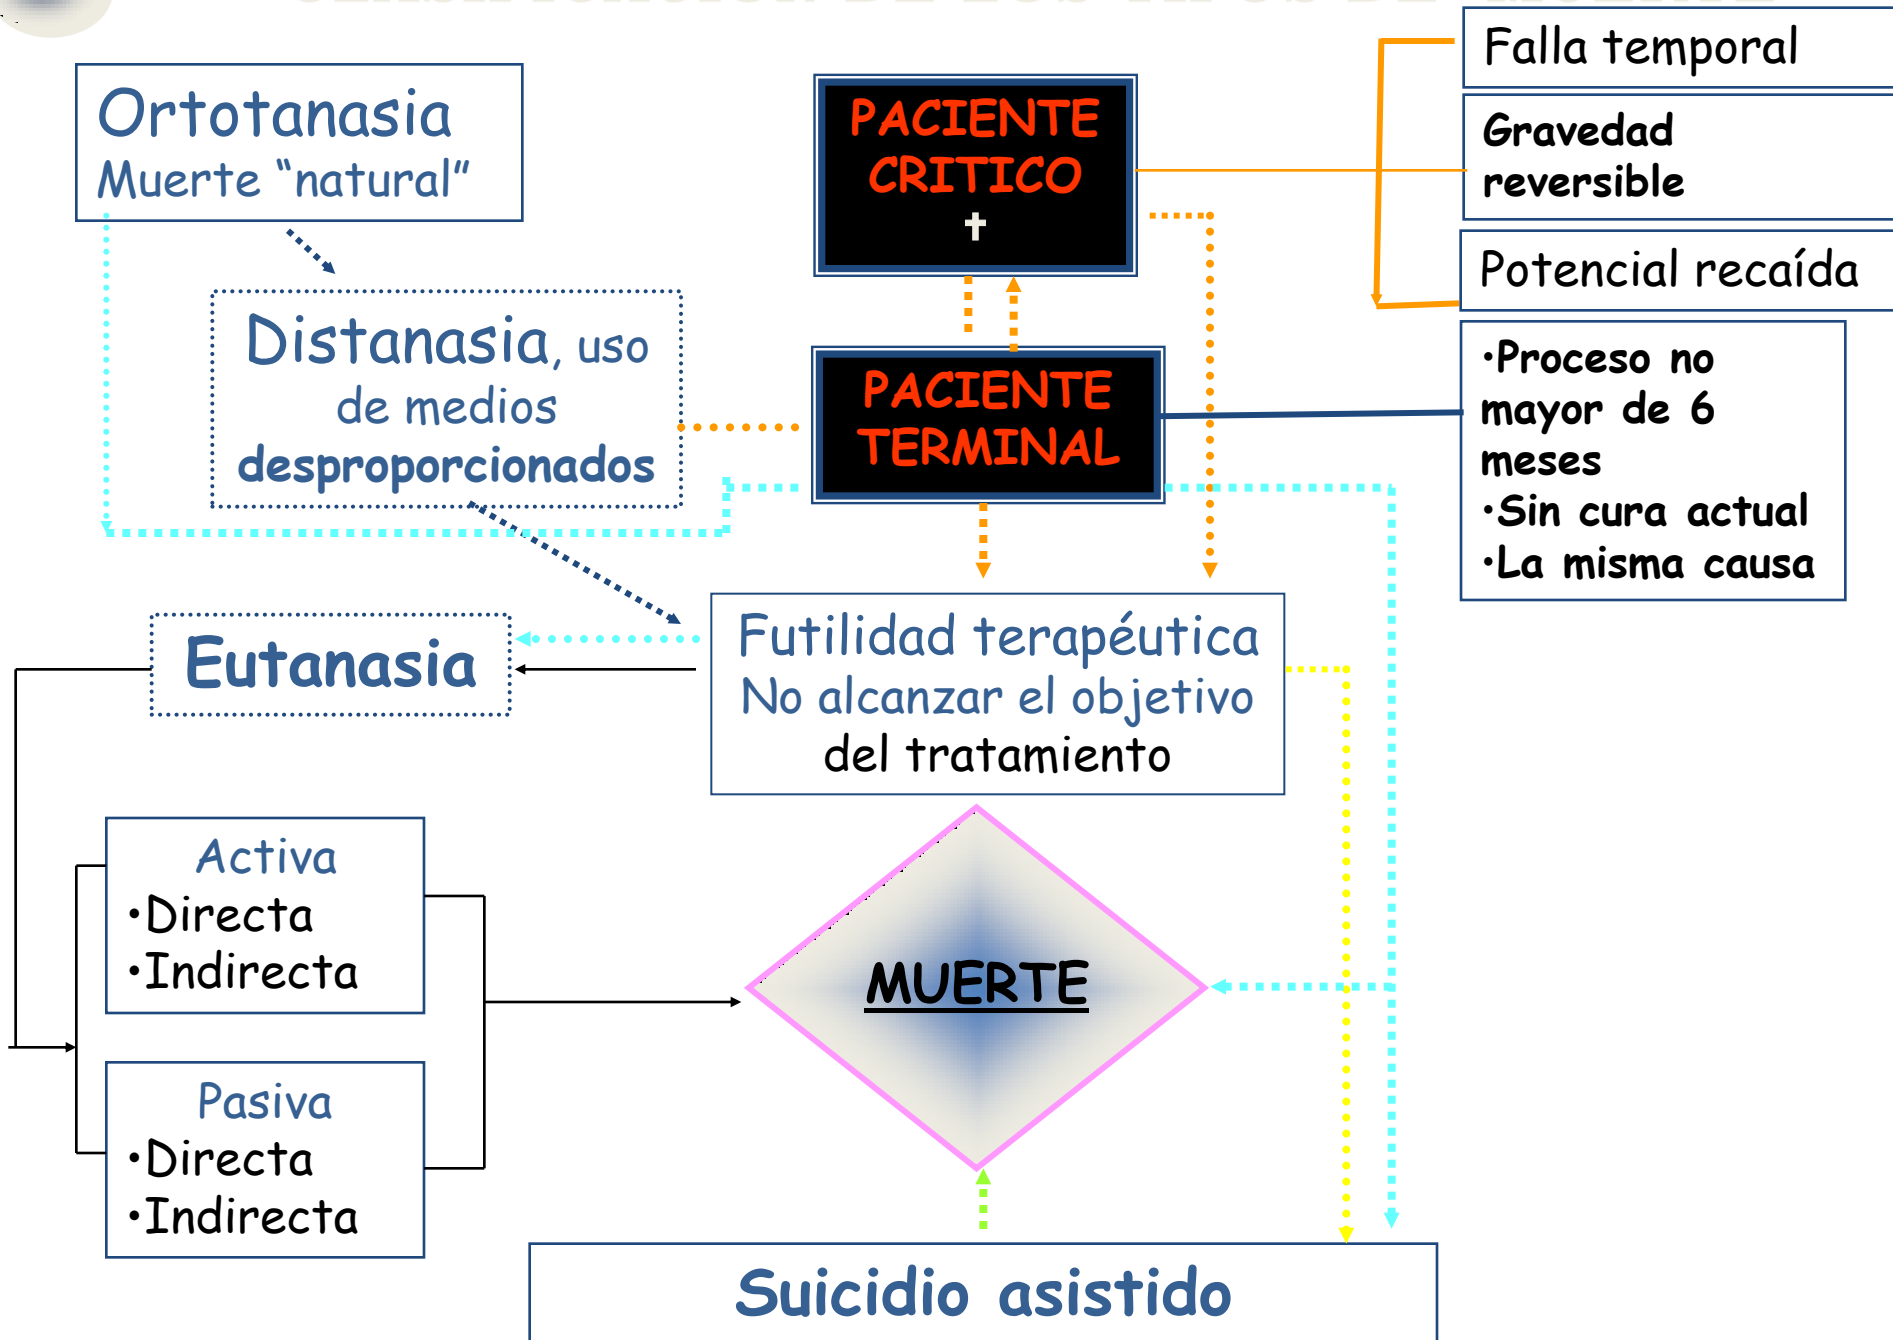 Falla temporal
Ortotanasia
Muerte “natural”
PACIENTE
CRITICO
✝
Gravedad
reversible
Potencial recaída
Distanasia, uso
de medios
desproporcionados
PACIENTE
TERMINAL
•Proceso no
mayor de 6
meses
•Sin cura actual
•La misma causa
Eutanasia
Futilidad terapéutica
No alcanzar el objetivo
del tratamiento
Activa
•Directa
•Indirecta
MUERTE
Pasiva
•Directa
•Indirecta
Suicidio asistido